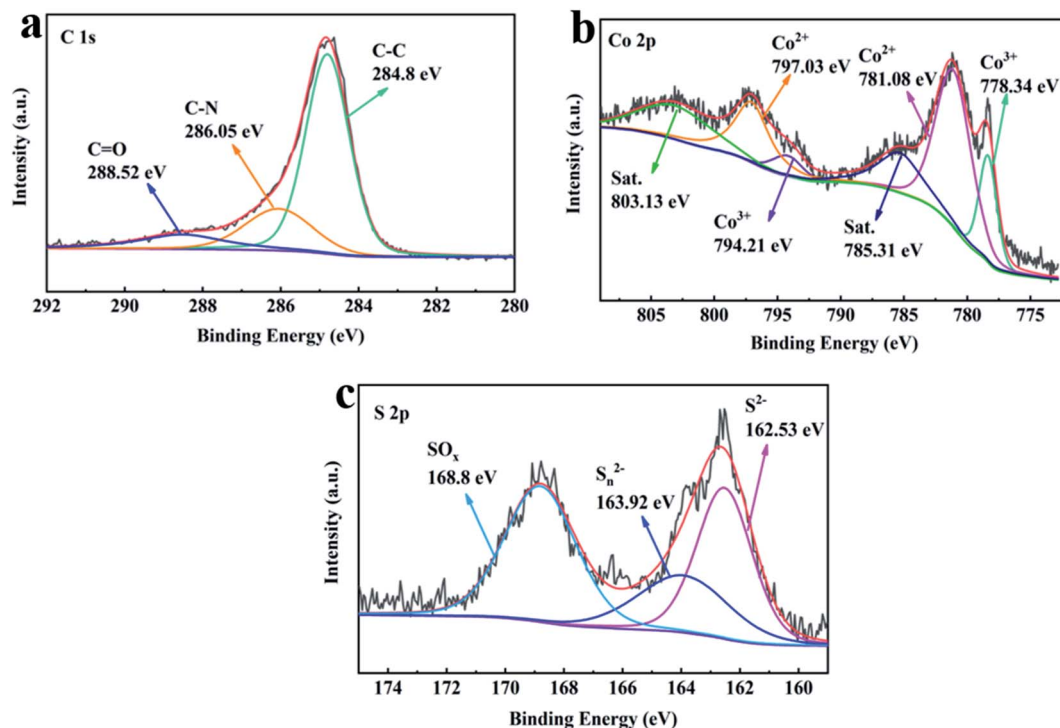 a
C 1s
C-C
284.8 eV
C-N
286.05 eV
C=O
288.52 eV
Intensity (a.u.)
292 290 288 286 284 282 280
Binding Energy (eV)
b
Co 2p
Co²⁺
797.03 eV
Co²⁺
781.08 eV
Co³⁺
778.34 eV
Sat.
803.13 eV
Co³⁺
794.21 eV
Sat.
785.31 eV
Intensity (a.u.)
805 800 795 790 785 780 775
Binding Energy (eV)
c
S 2p
SOₓ
168.8 eV
Sₙ²⁻
163.92 eV
S²⁻
162.53 eV
Intensity (a.u.)
174 172 170 168 166 164 162 160
Binding Energy (eV)